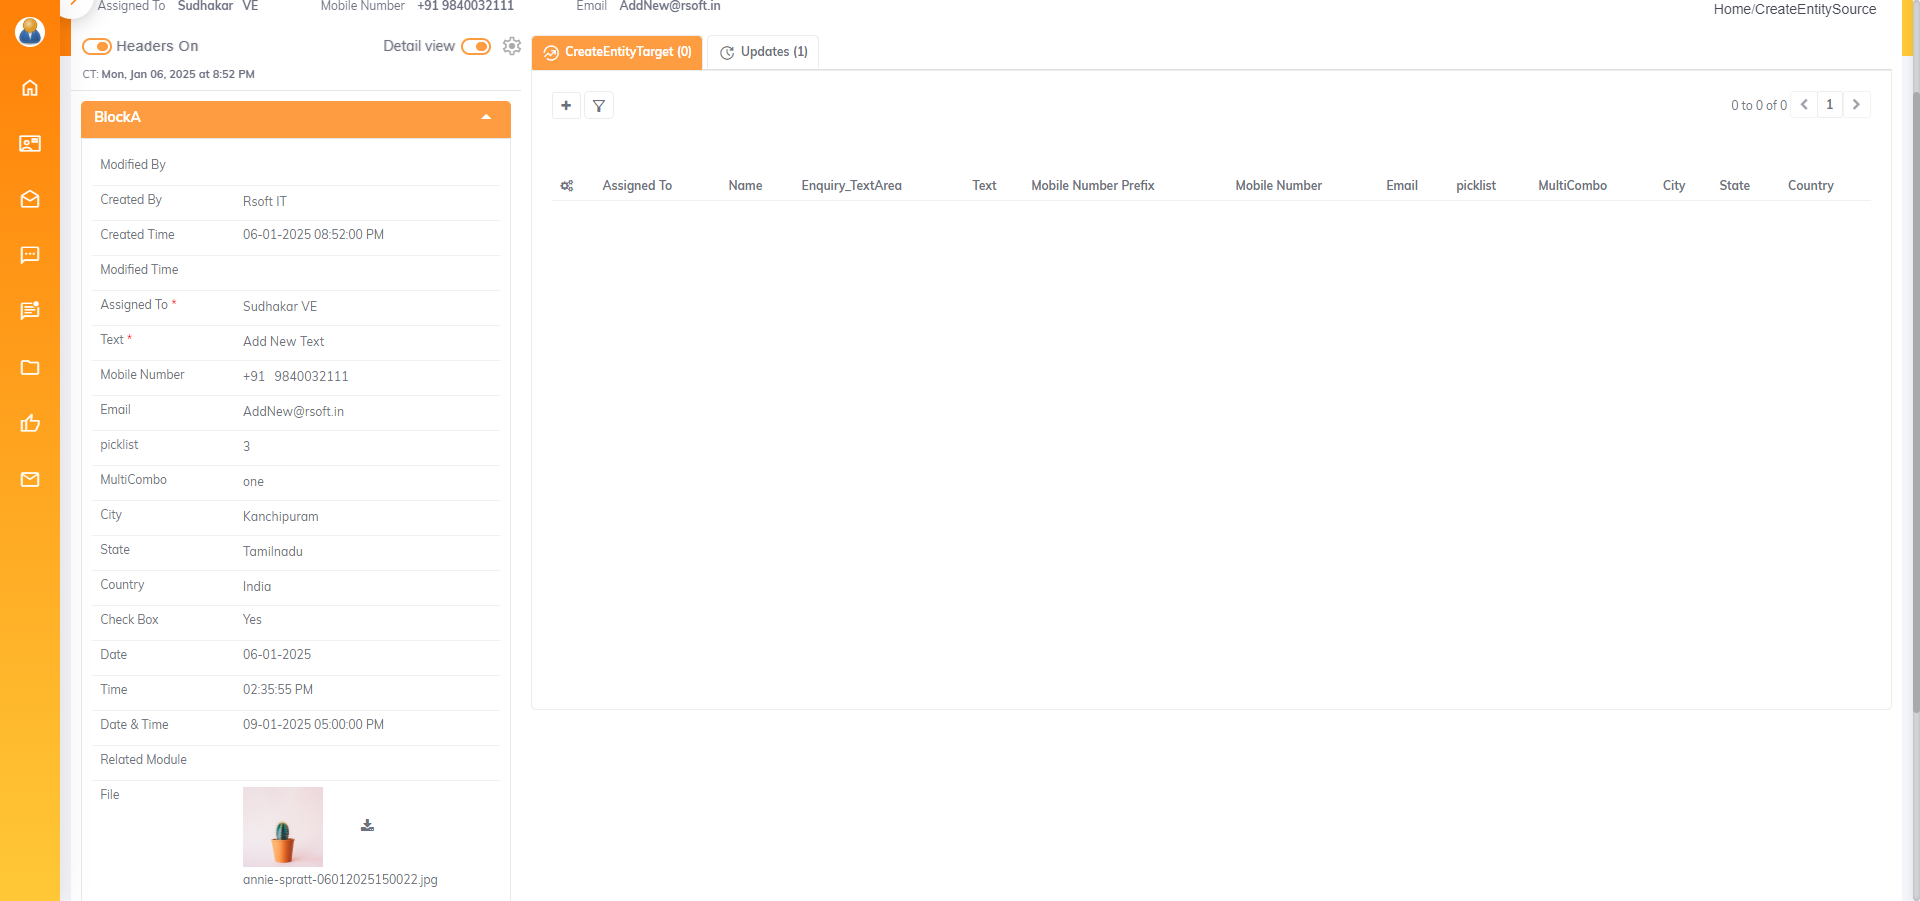 Assigned To Sudhakar VE Mobile Number +91 9840032111 Email AddNew@rsoft.in
Home/CreateEntitySource
Headers On Detail view
CT: Mon, Jan 06, 2025 at 8:52 PM
CreateEntityTarget (0) Updates (1)
BlockA
0 to 0 of 0 1
Assigned To Name Enquiry_TextArea Text Mobile Number Prefix Mobile Number Email picklist MultiCombo City State Country
Modified By
Created By Rsoft IT
Created Time 06-01-2025 08:52:00 PM
Modified Time
Assigned To * Sudhakar VE
Text * Add New Text
Mobile Number +91 9840032111
Email AddNew@rsoft.in
picklist 3
MultiCombo one
City Kanchipuram
State Tamilnadu
Country India
Check Box Yes
Date 06-01-2025
Time 02:35:55 PM
Date & Time 09-01-2025 05:00:00 PM
Related Module
File
annie-spratt-06012025150022.jpg